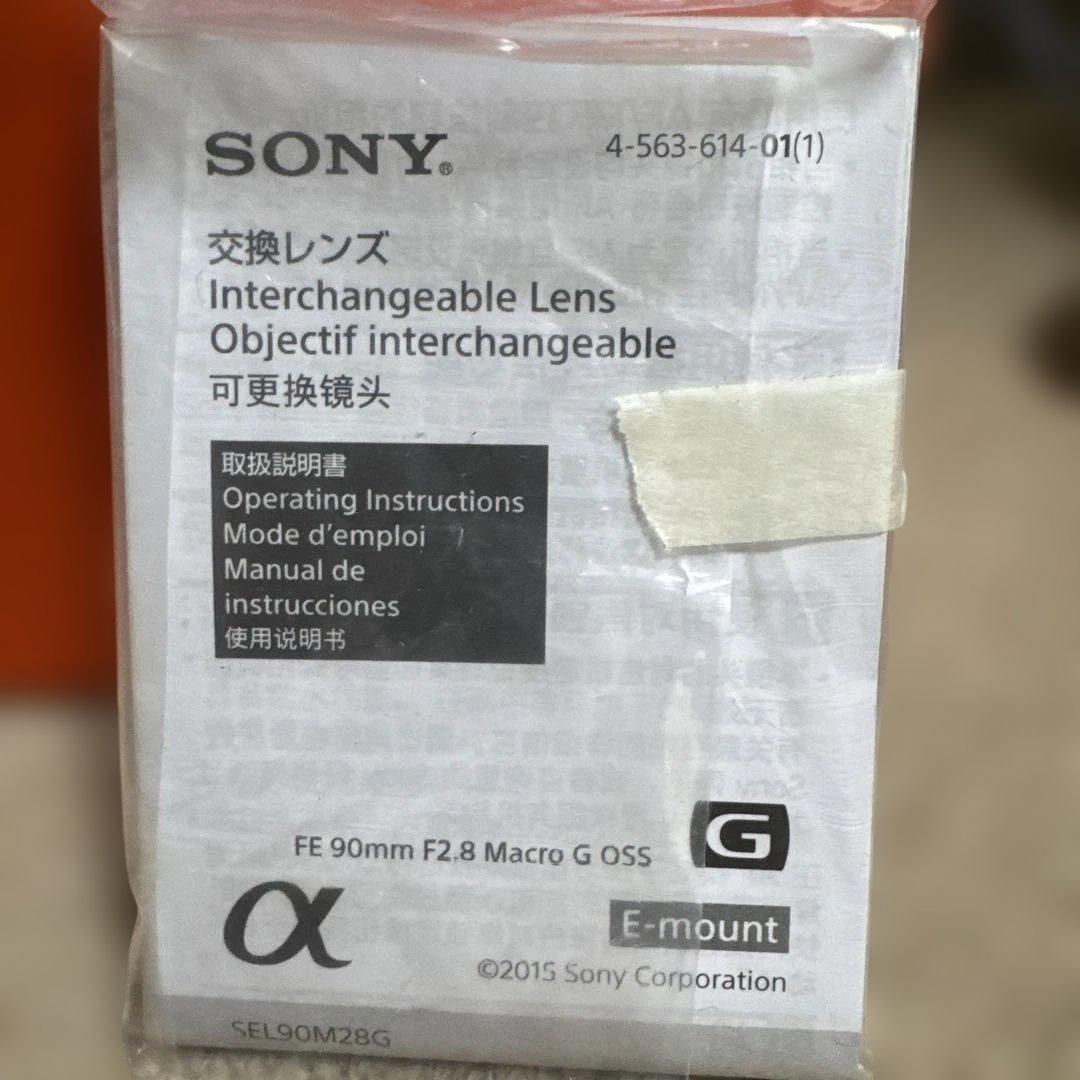 SONY® 4-563-614-01(1)
交換レンズ
Interchangeable Lens
Objectif interchangeable
可更换镜头
取扱説明書
Operating Instructions
Mode d'emploi
Manual de
instrucciones
使用说明书
FE 90mm F2.8 Macro G OSS G
α E-mount
©2015 Sony Corporation
SEL90M28G